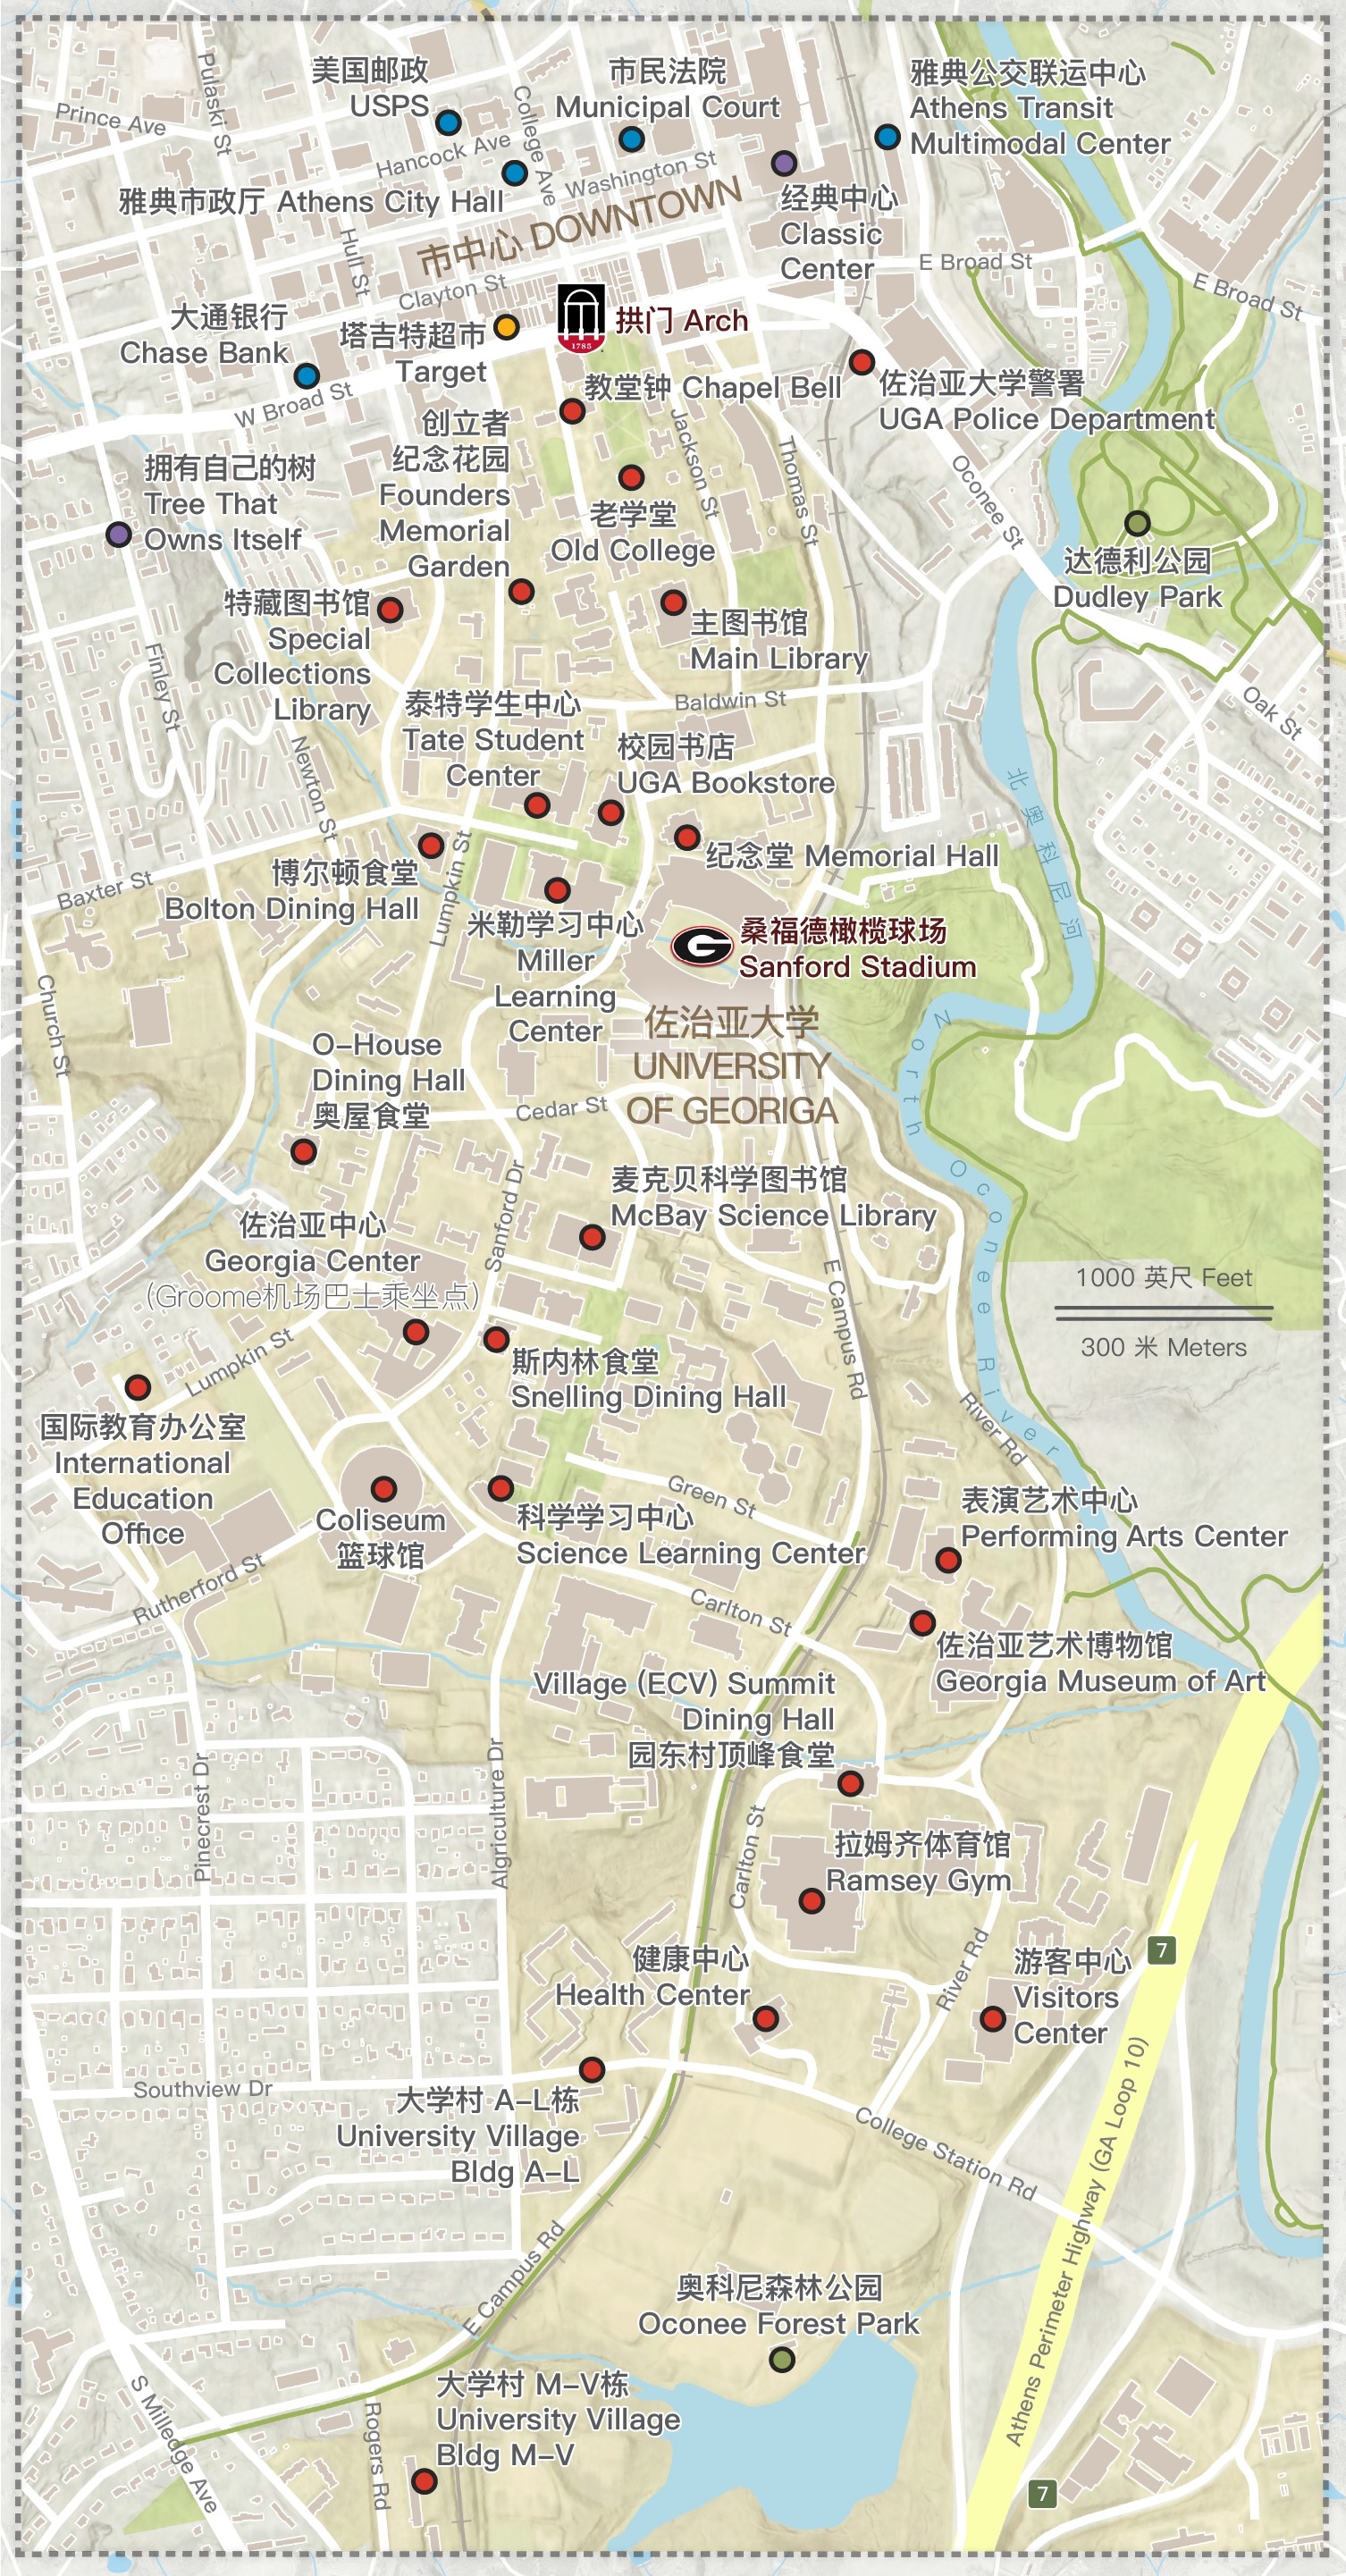 美国邮政
USPS
市民法院
Municipal Court
雅典公交联运中心
Athens Transit
Multimodal Center
Prince Ave
Pulaski St
College Ave
Hancock Ave
Washington St
雅典市政厅 Athens City Hall
市中心 DOWNTOWN
经典中心
Classic
Center
E Broad St
E Broad St
Hull St
Clayton St
大通银行
Chase Bank
塔吉特超市
Target
1785
拱门 Arch
W Broad St
教堂钟 Chapel Bell
佐治亚大学警署
UGA Police Department
创立者
纪念花园
Founders
Memorial
Garden
拥有自己的树
Tree That
Owns Itself
Jackson St
Thomas St
Oconee St
老学堂
Old College
达德利公园
Dudley Park
特藏图书馆
Special
Collections
Library
主图书馆
Main Library
Finley St
Baldwin St
Oak St
泰特学生中心
Tate Student
Center
校园书店
UGA Bookstore
Newton St
北奥科尼河
纪念堂 Memorial Hall
博尔顿食堂
Bolton Dining Hall
Baxter St
Lumpkin St
米勒学习中心
Miller
Learning
Center
G
桑福德橄榄球场
Sanford Stadium
佐治亚大学
UNIVERSITY
OF GEORIGA
Church St
O-House
Dining Hall
奥屋食堂
Cedar St
North Oconee River
Sanford Dr
麦克贝科学图书馆
McBay Science Library
佐治亚中心
Georgia Center
(Groome机场巴士乘坐点)
E Campus Rd
1000 英尺 Feet
300 米 Meters
Lumpkin St
斯内林食堂
Snelling Dining Hall
River Rd
国际教育办公室
International
Education
Office
Coliseum
篮球馆
Green St
科学学习中心
Science Learning Center
表演艺术中心
Performing Arts Center
Rutherford St
Carlton St
佐治亚艺术博物馆
Georgia Museum of Art
Village (ECV) Summit
Dining Hall
园东村顶峰食堂
Pinecrest Dr
Algriculture Dr
Carlton St
拉姆齐体育馆
Ramsey Gym
健康中心
Health Center
River Rd
游客中心
Visitors
Center
7
Southview Dr
大学村 A-L栋
University Village
Bldg A-L
College Station Rd
Athens Perimeter Highway (GA Loop 10)
E Campus Rd
奥科尼森林公园
Oconee Forest Park
大学村 M-V栋
University Village
Bldg M-V
S Milledge Ave
Rogers Rd
7